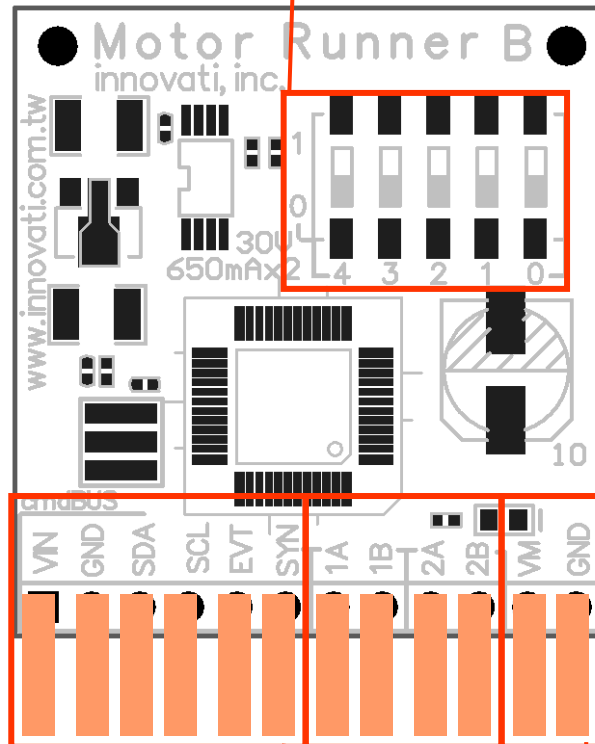 Motor Runner B
innovati, inc.
www.innovati.com.tw
1
0
30V
650mAx2
4 3 2 1 0
10
cmdBUS
VIN GND SDA SCL EVT SYN 1A 1B 2A 2B VM GND